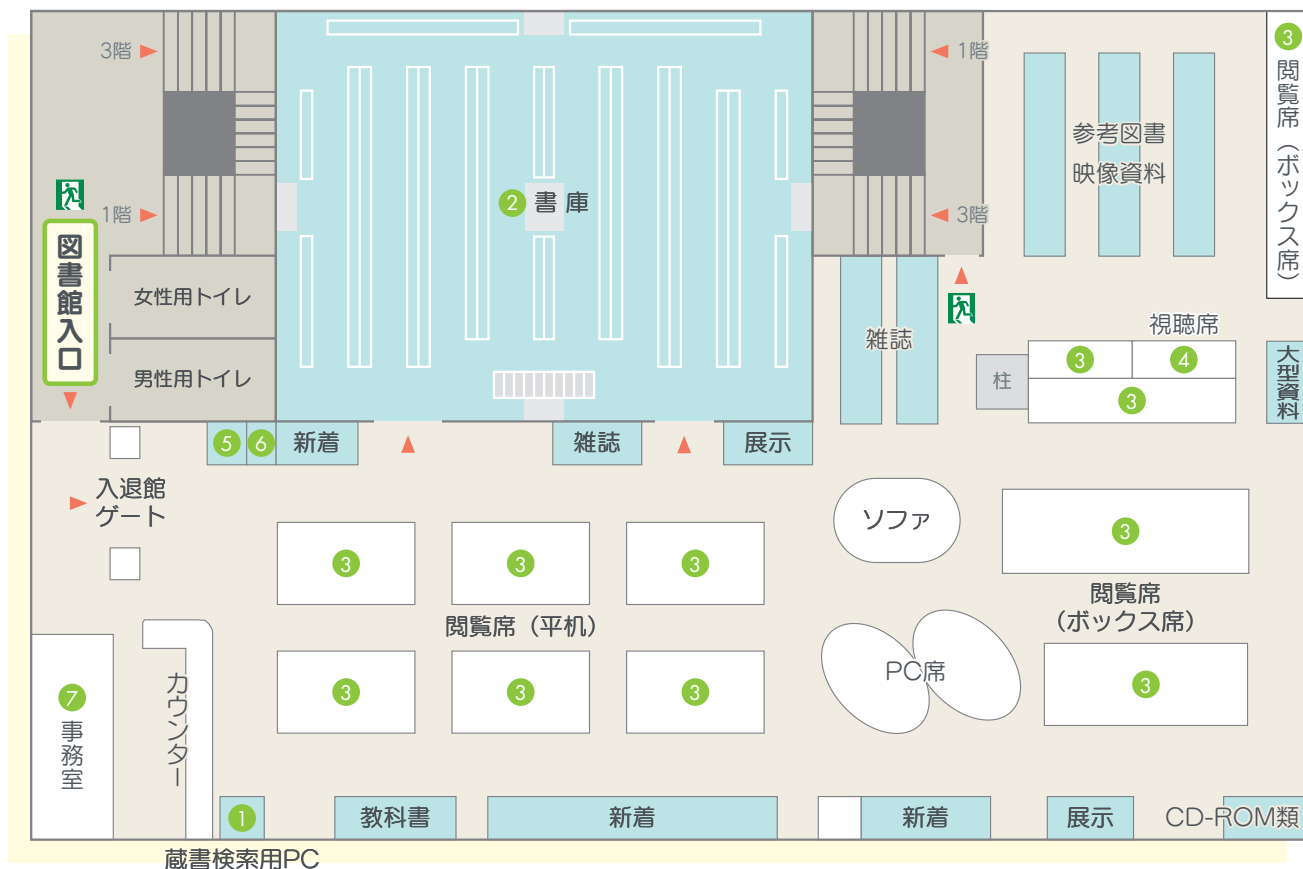 3階
1階
図書館入口
女性用トイレ
男性用トイレ
2 書庫
1階
3階
参考図書
映像資料
3
閲覧席（ボックス席）
雑誌
視聴席
柱
3
4
3
大型資料
5
6
新着
雑誌
展示
入退館
ゲート
3
3
3
閲覧席（平机）
3
3
3
ソファ
PC席
3
閲覧席
（ボックス席）
3
7
事務室
カウンター
1
蔵書検索用PC
教科書
新着
新着
展示
CD-ROM類